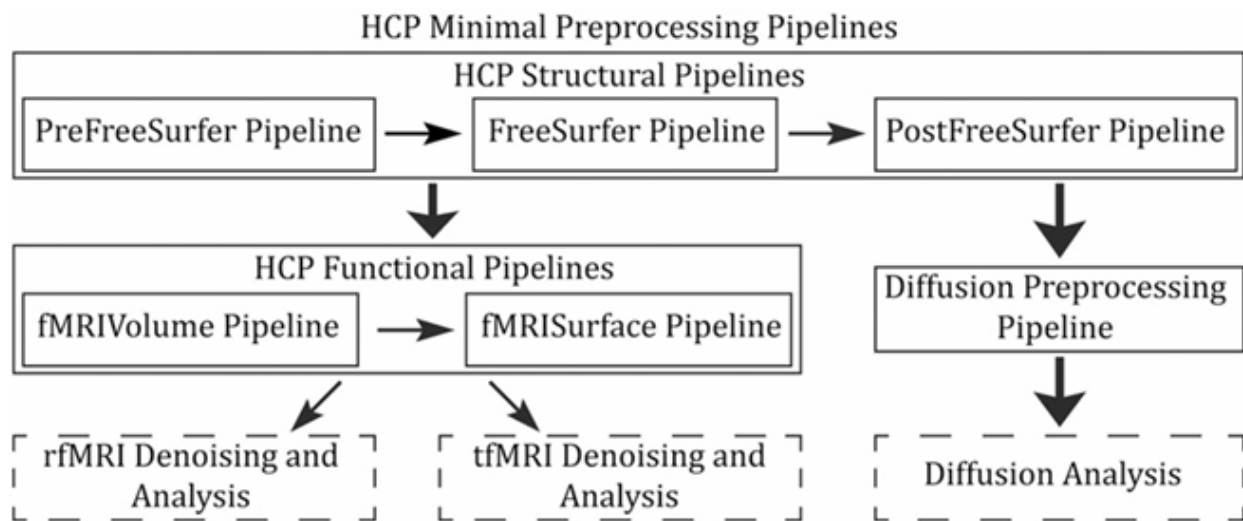 HCP Minimal Preprocessing Pipelines
HCP Structural Pipelines
PreFreeSurfer Pipeline
FreeSurfer Pipeline
PostFreeSurfer Pipeline
HCP Functional Pipelines
fMRIVolume Pipeline
fMRISurface Pipeline
Diffusion Preprocessing
Pipeline
rfMRI Denoising and
Analysis
tfMRI Denoising and
Analysis
Diffusion Analysis